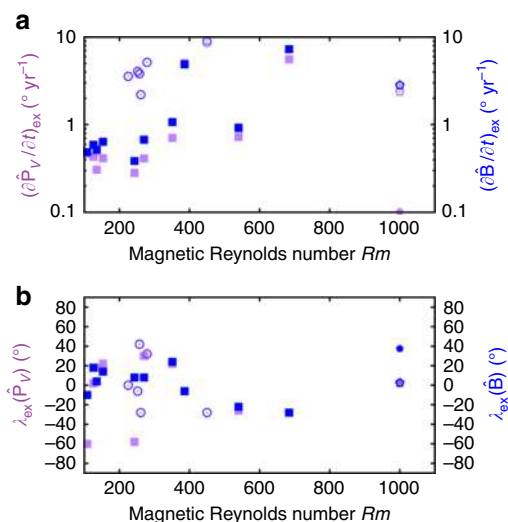 a
10
1
0.1
(∂P̂_V/∂t)_ex (° yr⁻¹)
10
1
0.1
(∂B̂/∂t)_ex (° yr⁻¹)
200 400 600 800 1000
Magnetic Reynolds number Rm
b
80
60
40
20
0
−20
−40
−60
−80
λ_ex(P̂_V) (°)
80
60
40
20
0
−20
−40
−60
−80
λ_ex(B̂) (°)
200 400 600 800 1000
Magnetic Reynolds number Rm